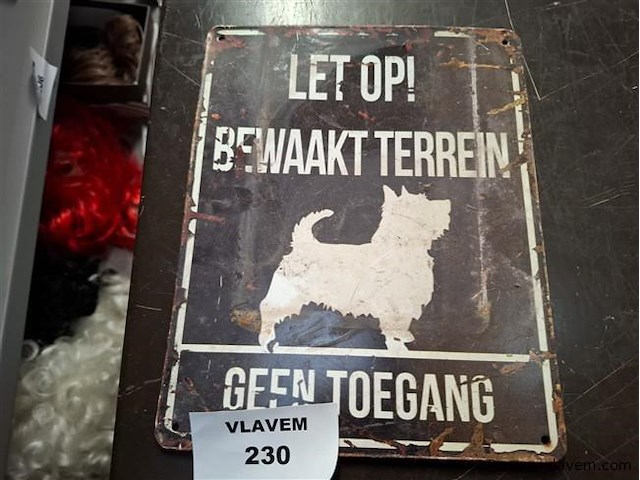 LET OP!
BEWAAKT TERREIN
GEEN TOEGANG
VLAVEM
230